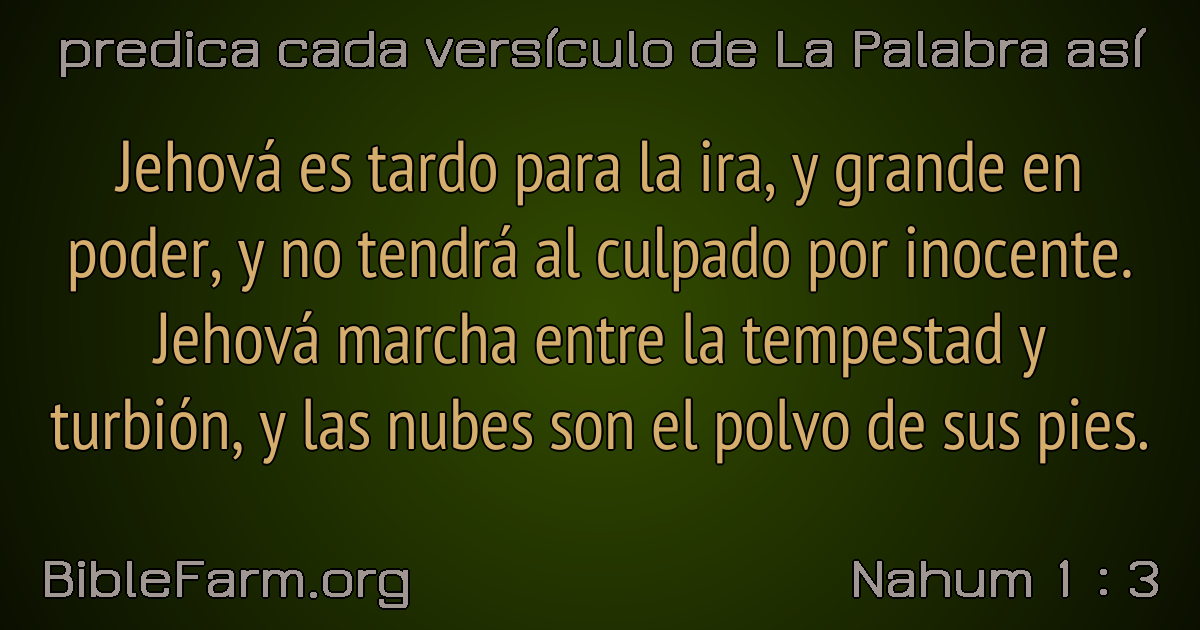 predica cada versículo de La Palabra así
Jehová es tardo para la ira, y grande en
poder, y no tendrá al culpado por inocente.
Jehová marcha entre la tempestad y
turbión, y las nubes son el polvo de sus pies.
BibleFarm.org
Nahum 1 : 3